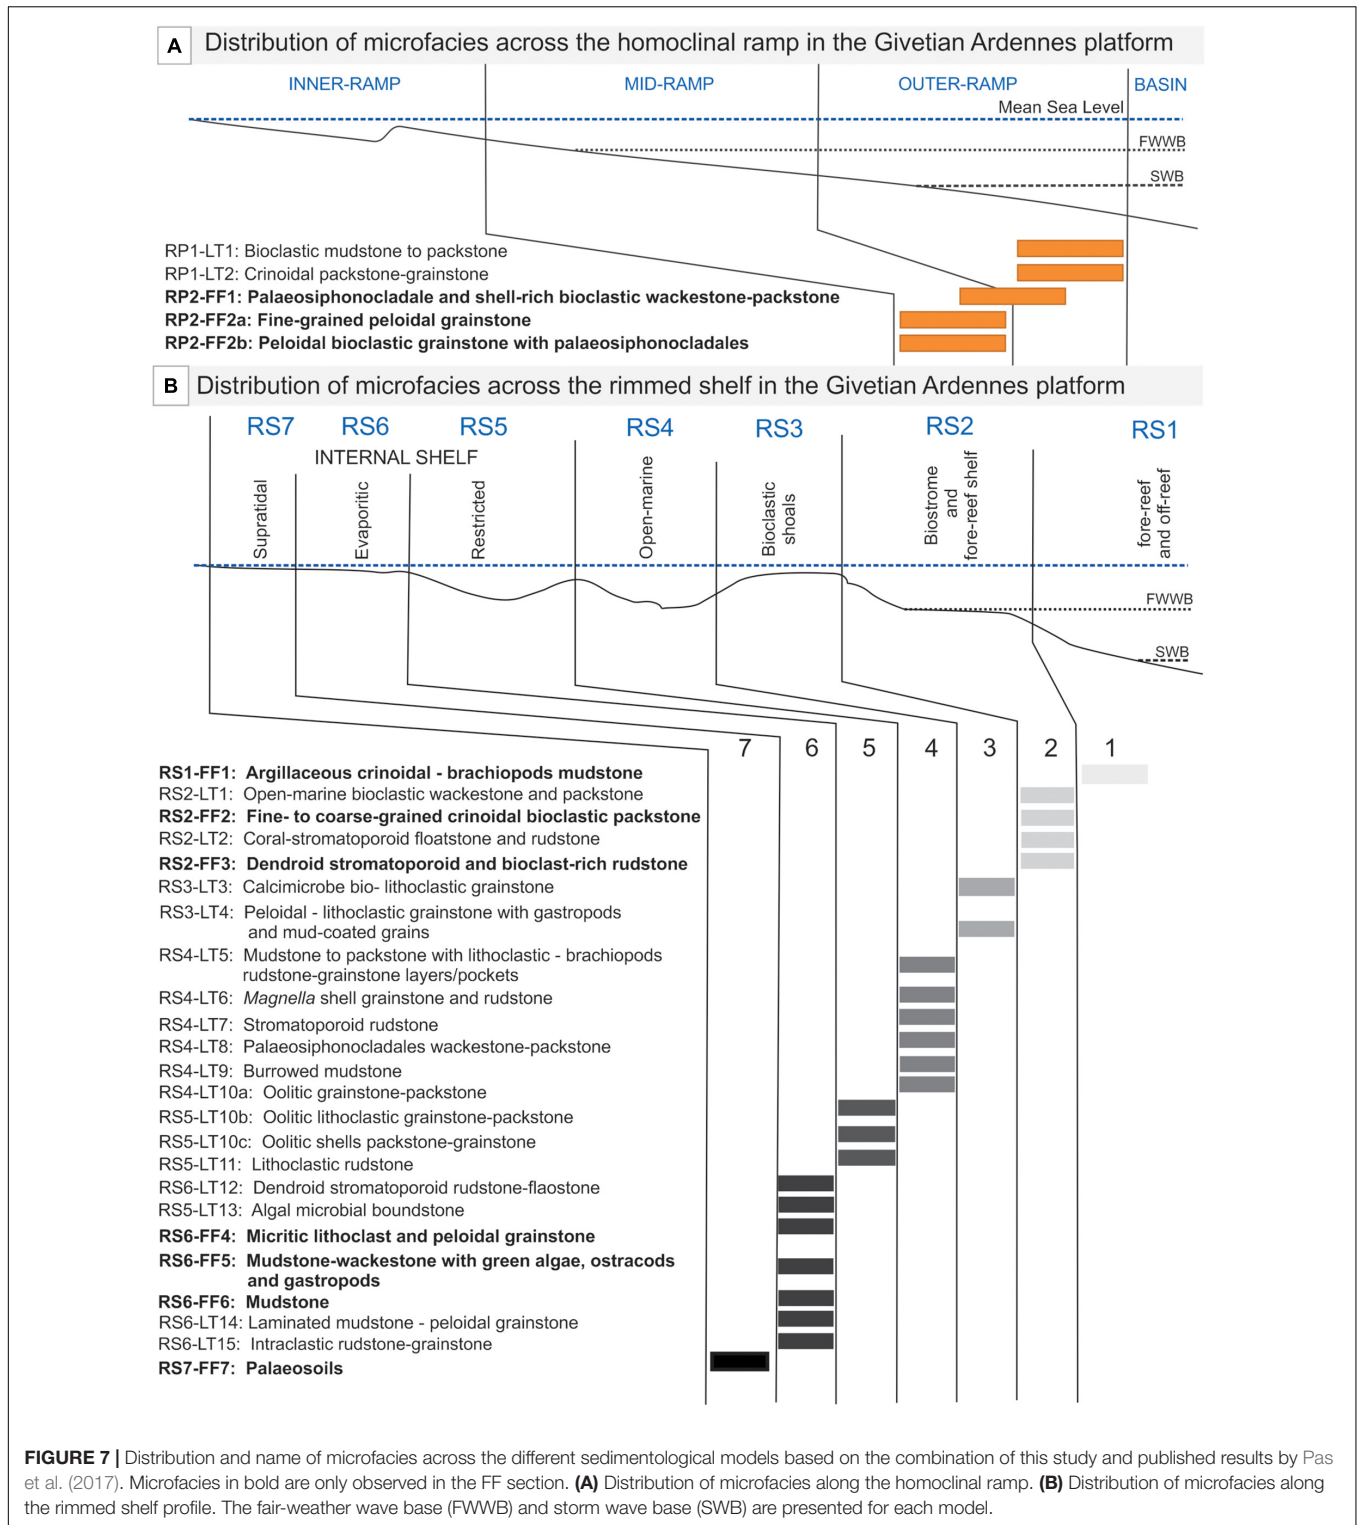 A Distribution of microfacies across the homoclinal ramp in the Givetian Ardennes platform
INNER-RAMP MID-RAMP OUTER-RAMP BASIN
Mean Sea Level
FWWB
SWB
RP1-LT1: Bioclastic mudstone to packstone
RP1-LT2: Crinoidal packstone-grainstone
RP2-FF1: Palaeosiphonocladale and shell-rich bioclastic wackestone-packstone
RP2-FF2a: Fine-grained peloidal grainstone
RP2-FF2b: Peloidal bioclastic grainstone with palaeosiphonocladales
B Distribution of microfacies across the rimmed shelf in the Givetian Ardennes platform
RS7 RS6 RS5 RS4 RS3 RS2 RS1
INTERNAL SHELF
Supratidal
Evaporitic
Restricted
Open-marine
Bioclastic
shoals
Biostrome
and
fore-reef shelf
fore-reef
and off-reef
FWWB
SWB
7 6 5 4 3 2 1
RS1-FF1: Argillaceous crinoidal - brachiopods mudstone
RS2-LT1: Open-marine bioclastic wackestone and packstone
RS2-FF2: Fine- to coarse-grained crinoidal bioclastic packstone
RS2-LT2: Coral-stromatoporoid floatstone and rudstone
RS2-FF3: Dendroid stromatoporoid and bioclast-rich rudstone
RS3-LT3: Calcimicrobe bio- lithoclastic grainstone
RS3-LT4: Peloidal - lithoclastic grainstone with gastropods
and mud-coated grains
RS4-LT5: Mudstone to packstone with lithoclastic - brachiopods
rudstone-grainstone layers/pockets
RS4-LT6: Magnella shell grainstone and rudstone
RS4-LT7: Stromatoporoid rudstone
RS4-LT8: Palaeosiphonocladales wackestone-packstone
RS4-LT9: Burrowed mudstone
RS4-LT10a: Oolitic grainstone-packstone
RS5-LT10b: Oolitic lithoclastic grainstone-packstone
RS5-LT10c: Oolitic shells packstone-grainstone
RS5-LT11: Lithoclastic rudstone
RS6-LT12: Dendroid stromatoporoid rudstone-flaostone
RS5-LT13: Algal microbial boundstone
RS6-FF4: Micritic lithoclast and peloidal grainstone
RS6-FF5: Mudstone-wackestone with green algae, ostracods
and gastropods
RS6-FF6: Mudstone
RS6-LT14: Laminated mudstone - peloidal grainstone
RS6-LT15: Intraclastic rudstone-grainstone
RS7-FF7: Palaeosoils
FIGURE 7 | Distribution and name of microfacies across the different sedimentological models based on the combination of this study and published results by Pas
et al. (2017). Microfacies in bold are only observed in the FF section. (A) Distribution of microfacies along the homoclinal ramp. (B) Distribution of microfacies along
the rimmed shelf profile. The fair-weather wave base (FWWB) and storm wave base (SWB) are presented for each model.